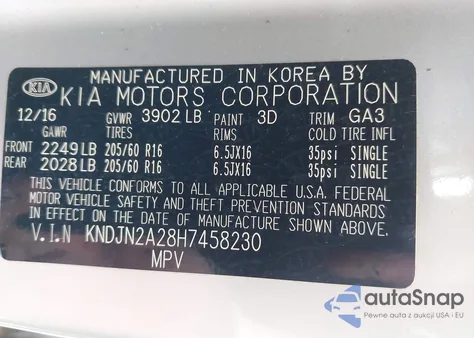 MANUFACTURED IN KOREA BY
KIA KIA MOTORS CORPORATION
12/16 GVWR 3902 LB PAINT 3D TRIM GA3
GAWR TIRES RIMS COLD TIRE INFL
FRONT 2249 LB 205/60 R16 6.5JX16 35psi SINGLE
REAR 2028 LB 205/60 R16 6.5JX16 35psi SINGLE
THIS VEHICLE CONFORMS TO ALL APPLICABLE U.S.A. FEDERAL
MOTOR VEHICLE SAFETY AND THEFT PREVENTION STANDARDS
IN EFFECT ON THE DATE OF MANUFACTURE SHOWN ABOVE.
V.I.N KNDJN2A28H7458230
MPV
autaSnap
Pewne auta z aukcji USA i EU